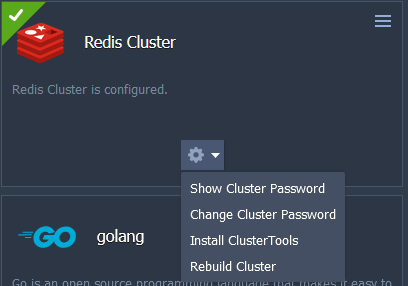 Redis Cluster
Redis Cluster is configured.
Show Cluster Password
Change Cluster Password
Install ClusterTools
Rebuild Cluster
GO
golang
Go is an open source programming language that makes it easy to